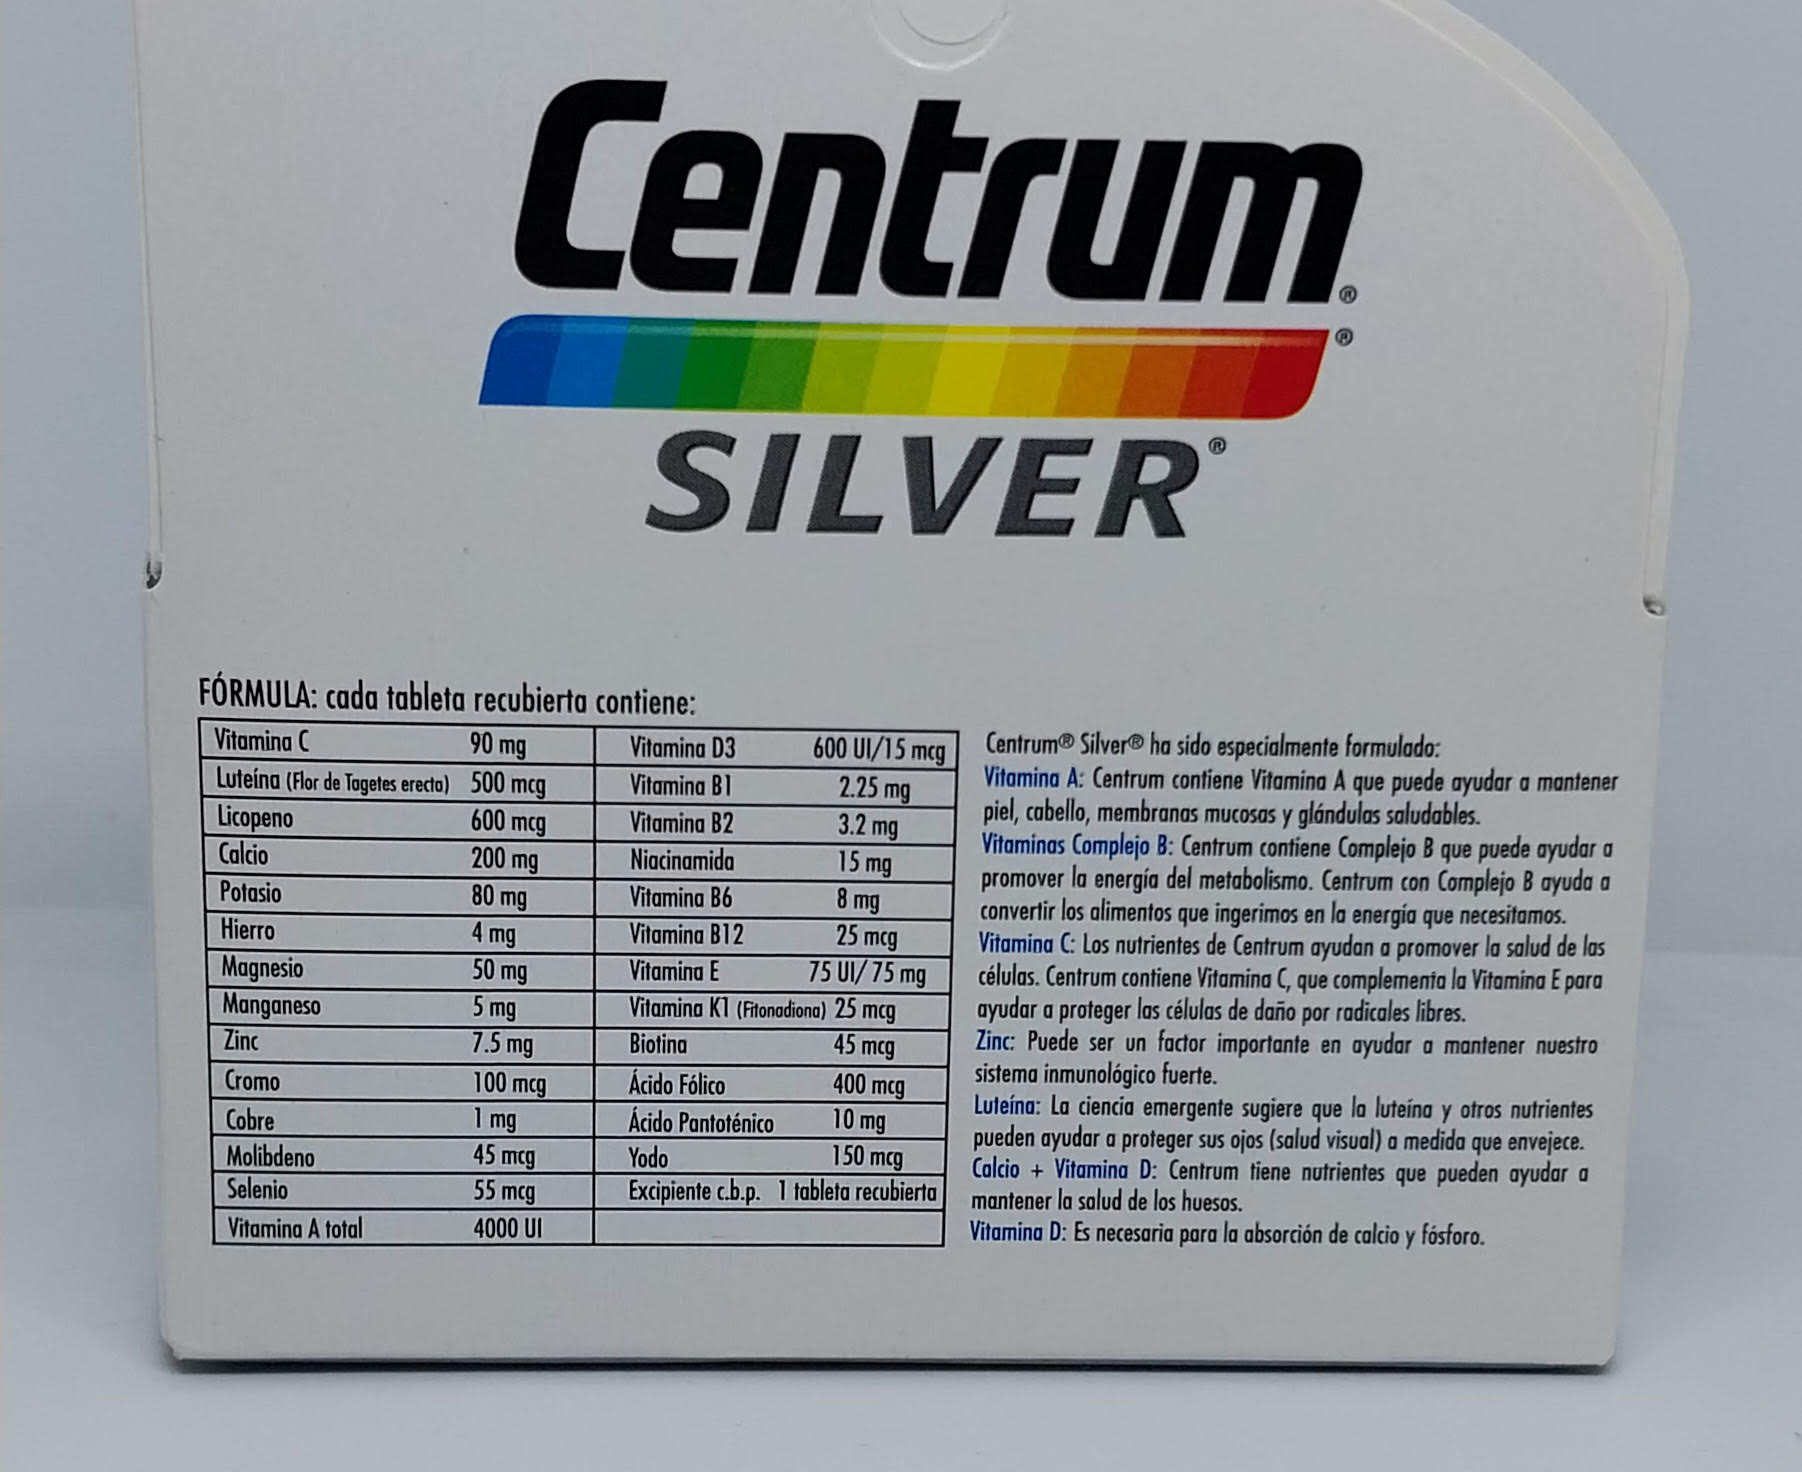 Centrum®
®
SILVER®
FÓRMULA: cada tableta recubierta contiene:
Vitamina C 90 mg Vitamina D3 600 UI/15 mcg
Luteína (Flor de Tagetes erecta) 500 mcg Vitamina B1 2.25 mg
Licopeno 600 mcg Vitamina B2 3.2 mg
Calcio 200 mg Niacinamida 15 mg
Potasio 80 mg Vitamina B6 8 mg
Hierro 4 mg Vitamina B12 25 mcg
Magnesio 50 mg Vitamina E 75 UI/ 75 mg
Manganeso 5 mg Vitamina K1 (Fitonadiona) 25 mcg
Zinc 7.5 mg Biotina 45 mcg
Cromo 100 mcg Ácido Fólico 400 mcg
Cobre 1 mg Ácido Pantoténico 10 mg
Molibdeno 45 mcg Yodo 150 mcg
Selenio 55 mcg Excipiente c.b.p. 1 tableta recubierta
Vitamina A total 4000 UI
Centrum® Silver® ha sido especialmente formulado:
Vitamina A: Centrum contiene Vitamina A que puede ayudar a mantener
piel, cabello, membranas mucosas y glándulas saludables.
Vitaminas Complejo B: Centrum contiene Complejo B que puede ayudar a
promover la energía del metabolismo. Centrum con Complejo B ayuda a
convertir los alimentos que ingerimos en la energía que necesitamos.
Vitamina C: Los nutrientes de Centrum ayudan a promover la salud de las
células. Centrum contiene Vitamina C, que complementa la Vitamina E para
ayudar a proteger las células de daño por radicales libres.
Zinc: Puede ser un factor importante en ayudar a mantener nuestro
sistema inmunológico fuerte.
Luteína: La ciencia emergente sugiere que la luteína y otros nutrientes
pueden ayudar a proteger sus ojos (salud visual) a medida que envejece.
Calcio + Vitamina D: Centrum tiene nutrientes que pueden ayudar a
mantener la salud de los huesos.
Vitamina D: Es necesaria para la absorción de calcio y fósforo.